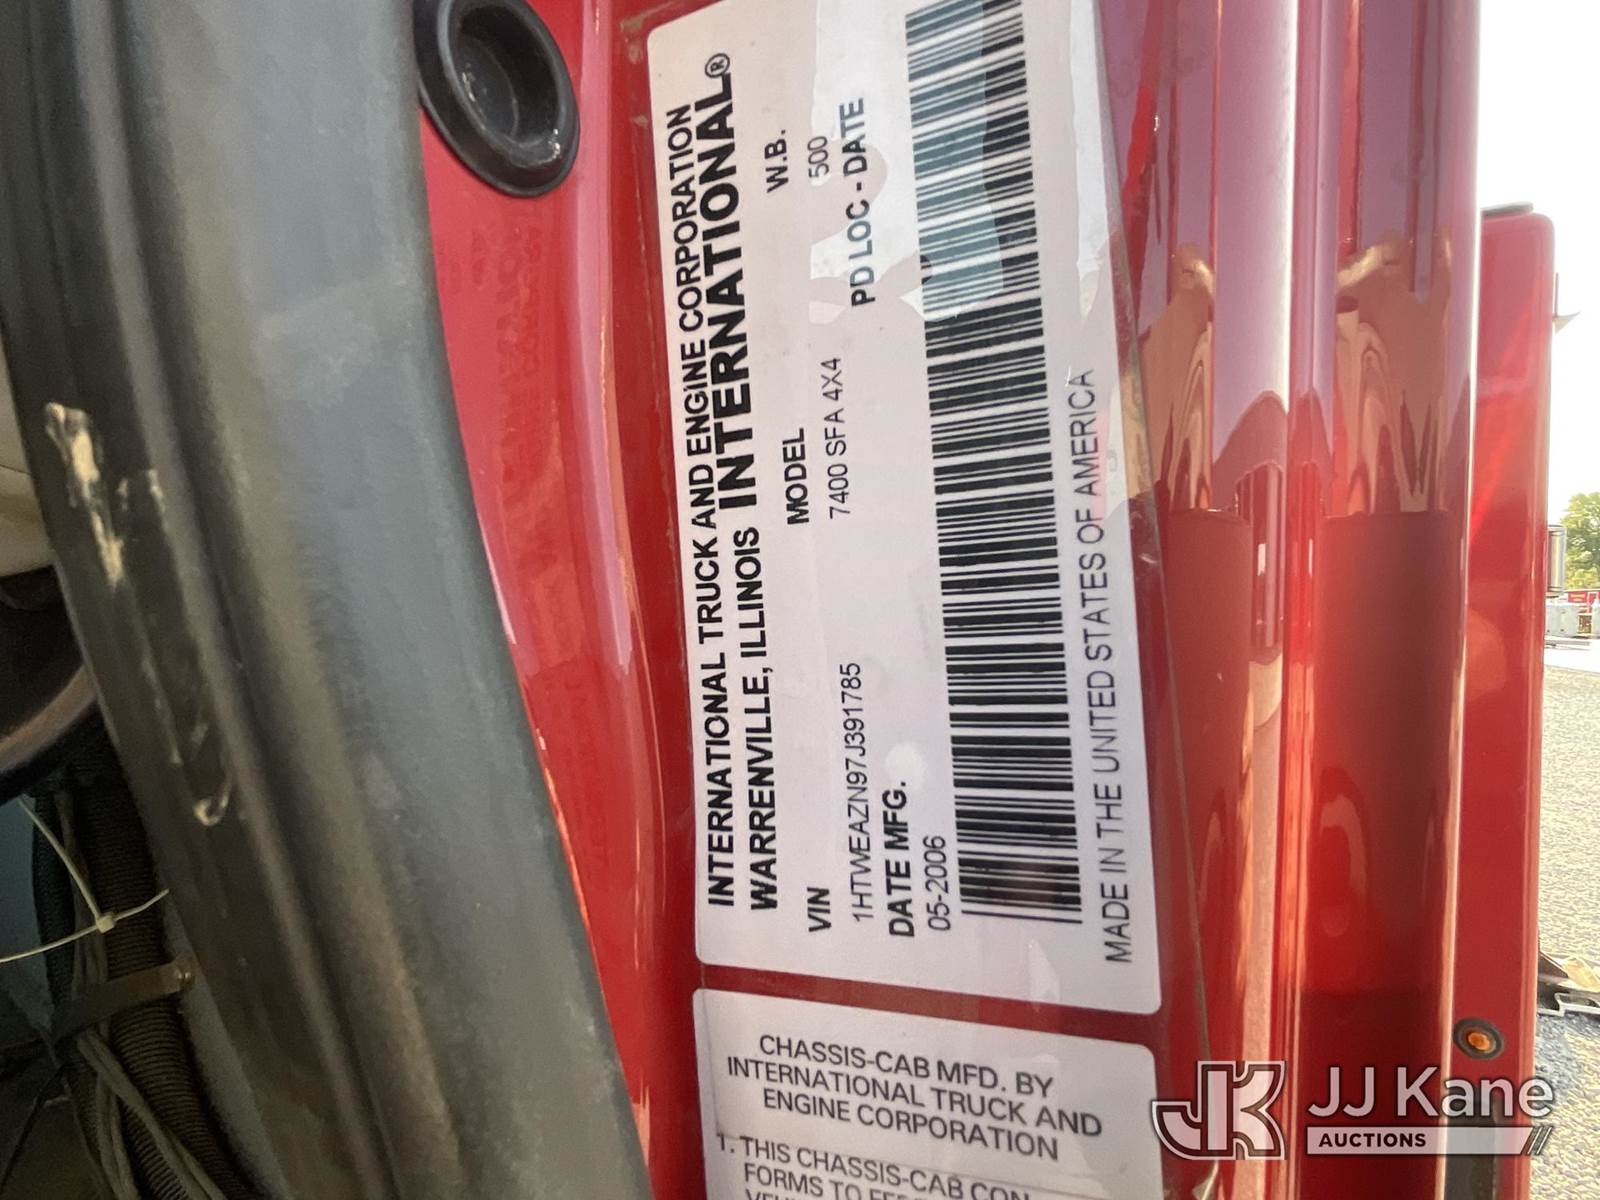 INTERNATIONAL TRUCK AND ENGINE CORPORATION
WARRENVILLE, ILLINOIS INTERNATIONAL®
VIN MODEL W.B.
1HTWEAZN97J391785 7400 SFA 4X4 500
DATE MFG. PD LOC - DATE
05-2006
MADE IN THE UNITED STATES OF AMERICA
CHASSIS-CAB MFD. BY
INTERNATIONAL TRUCK AND
ENGINE CORPORATION
1. THIS CHASSIS-CAB CON
FORMS TO
JK JJ Kane
AUCTIONS